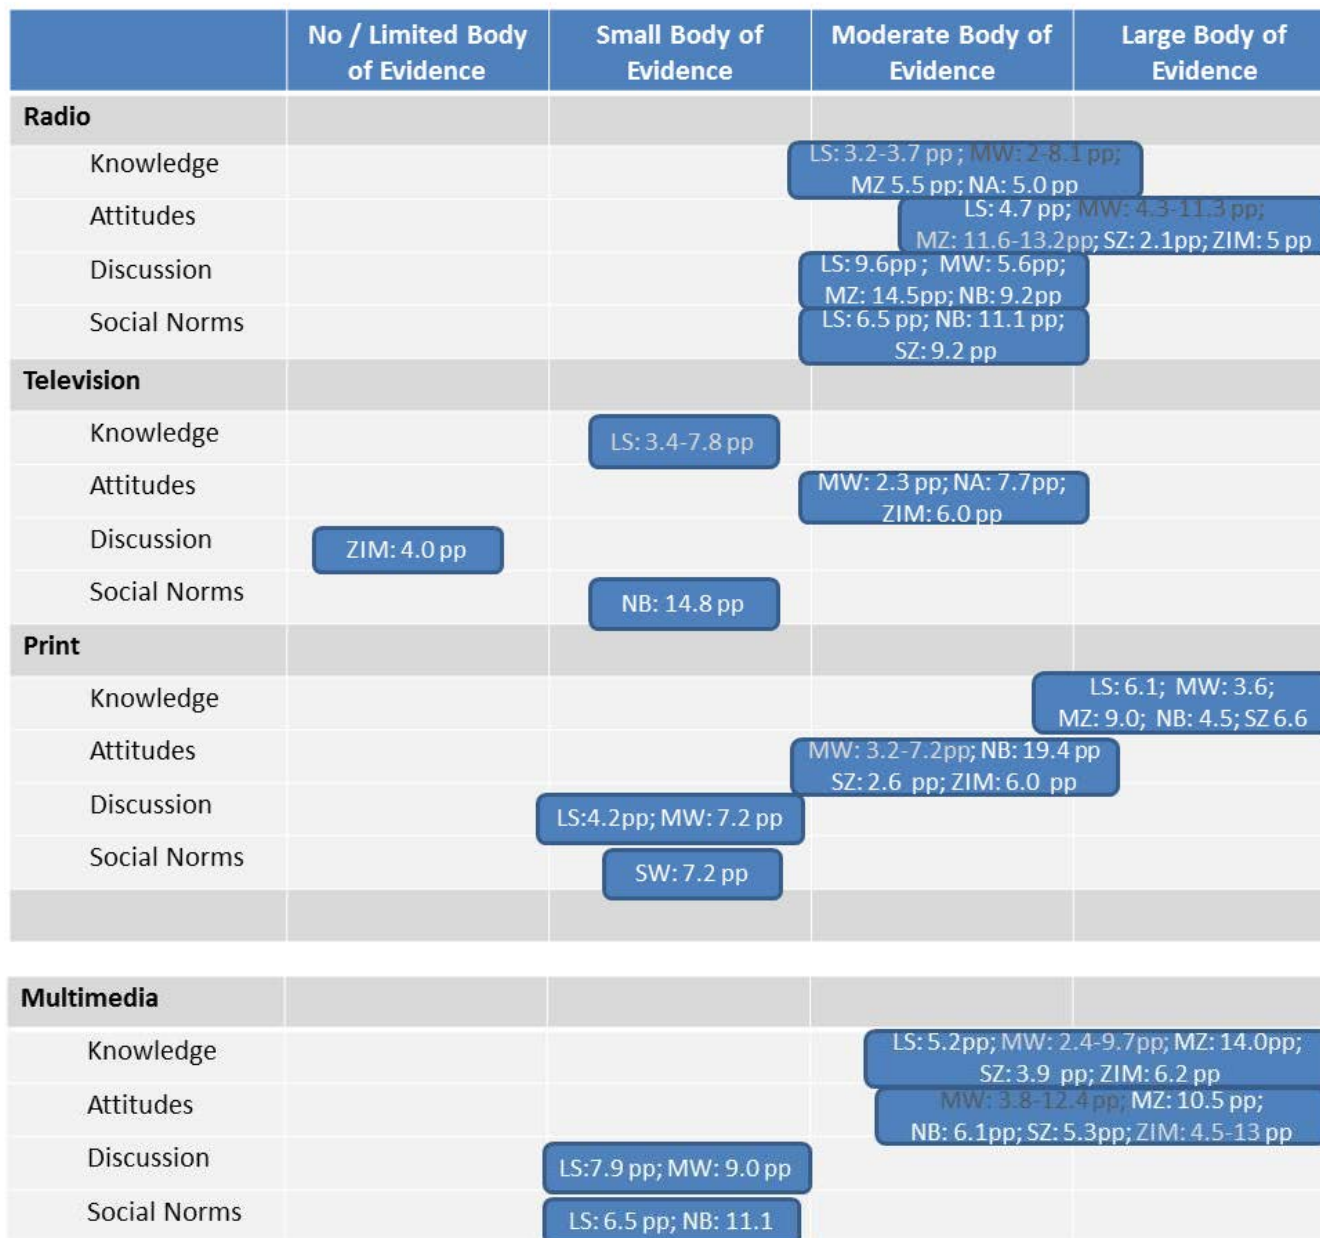 No / Limited Body of Evidence
Small Body of Evidence
Moderate Body of Evidence
Large Body of Evidence
Radio
Knowledge
LS: 3.2-3.7 pp ; MW: 2-8.1 pp;
MZ 5.5 pp; NA: 5.0 pp
Attitudes
LS: 4.7 pp; MW: 4.3-11.3 pp;
MZ: 11.6-13.2pp; SZ: 2.1pp; ZIM: 5 pp
Discussion
LS: 9.6pp ; MW: 5.6pp;
MZ: 14.5pp; NB: 9.2pp
Social Norms
LS: 6.5 pp; NB: 11.1 pp;
SZ: 9.2 pp
Television
Knowledge
LS: 3.4-7.8 pp
Attitudes
MW: 2.3 pp; NA: 7.7pp;
ZIM: 6.0 pp
Discussion
ZIM: 4.0 pp
Social Norms
NB: 14.8 pp
Print
Knowledge
LS: 6.1; MW: 3.6;
MZ: 9.0; NB: 4.5; SZ 6.6
Attitudes
MW: 3.2-7.2pp; NB: 19.4 pp
SZ: 2.6 pp; ZIM: 6.0 pp
Discussion
LS:4.2pp; MW: 7.2 pp
Social Norms
SW: 7.2 pp
Multimedia
Knowledge
LS: 5.2pp; MW: 2.4-9.7pp; MZ: 14.0pp;
SZ: 3.9 pp; ZIM: 6.2 pp
Attitudes
MW: 3.8-12.4 pp; MZ: 10.5 pp;
NB: 6.1pp; SZ: 5.3pp; ZIM: 4.5-13 pp
Discussion
LS:7.9 pp; MW: 9.0 pp
Social Norms
LS: 6.5 pp; NB: 11.1